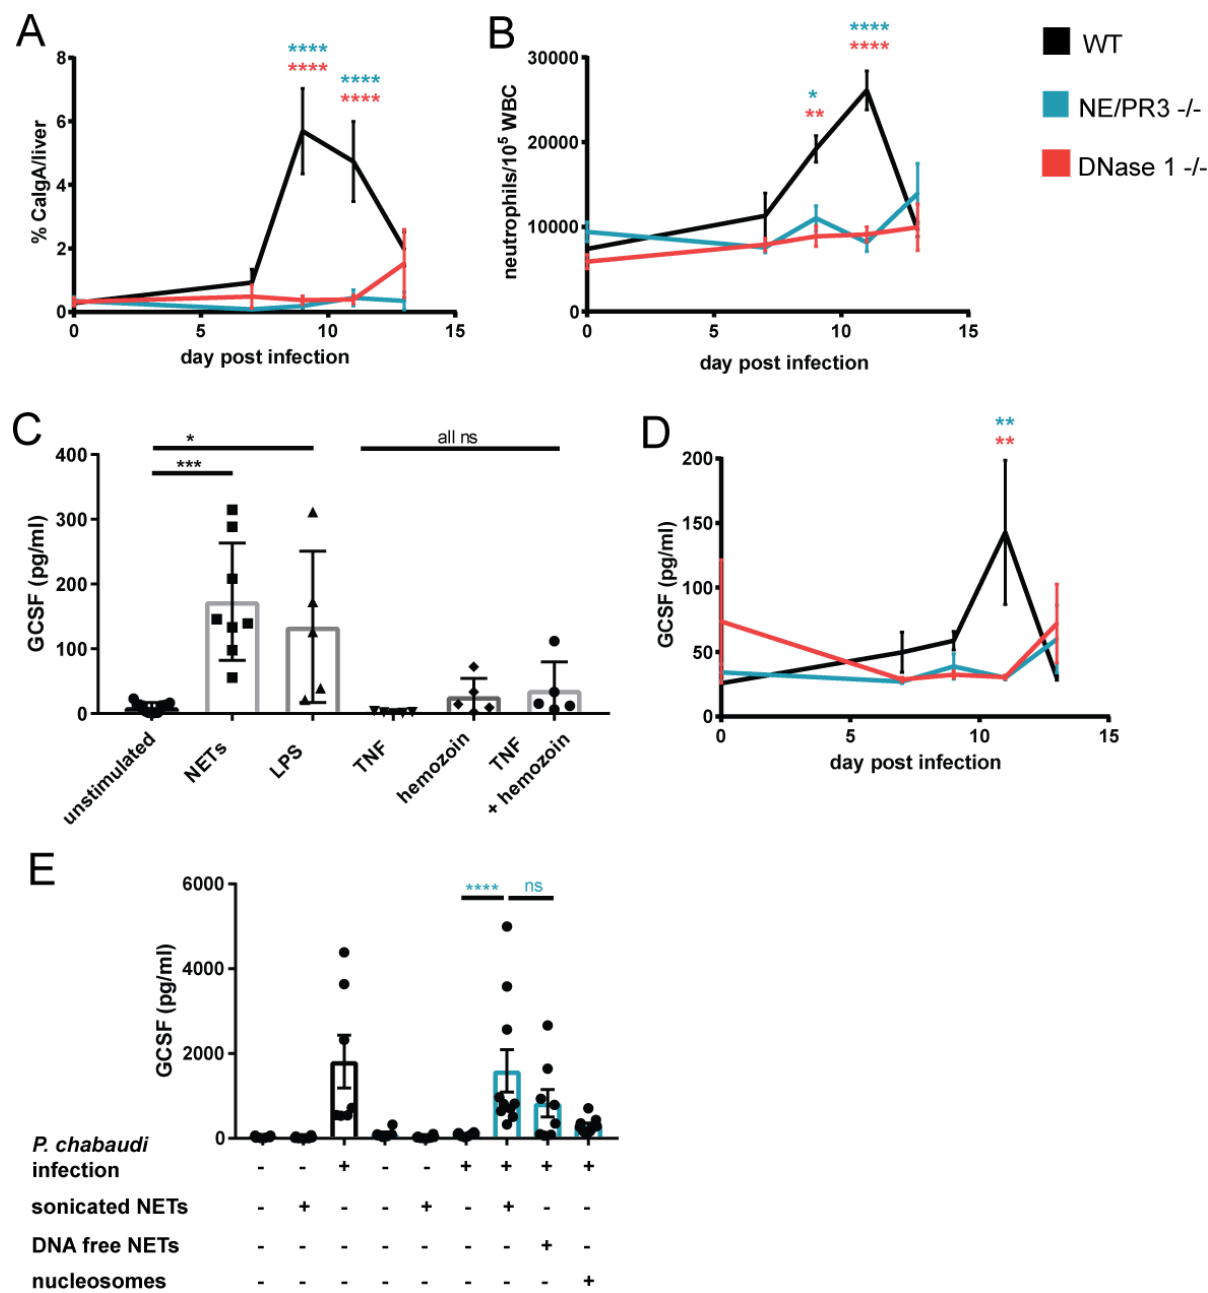 A
8
6
4
2
0
% CalgA/liver
0 5 10 15
day post infection
****
****
****
****
B
30000
20000
10000
0
neutrophils/10⁵ WBC
0 5 10 15
day post infection
*
**
****
****
WT
NE/PR3 -/-
DNase 1 -/-
C
400
300
200
100
0
GCSF (pg/ml)
*
***
all ns
unstimulated
NETs
LPS
TNF
hemozoin
TNF
+ hemozoin
D
200
150
100
50
0
GCSF (pg/ml)
0 5 10 15
day post infection
**
**
E
6000
4000
2000
0
GCSF (pg/ml)
**** ns
P. chabaudi
infection - - + - - + + + +
sonicated NETs - + - - + - + - -
DNA free NETs - - - - - - - + -
nucleosomes - - - - - - - - +